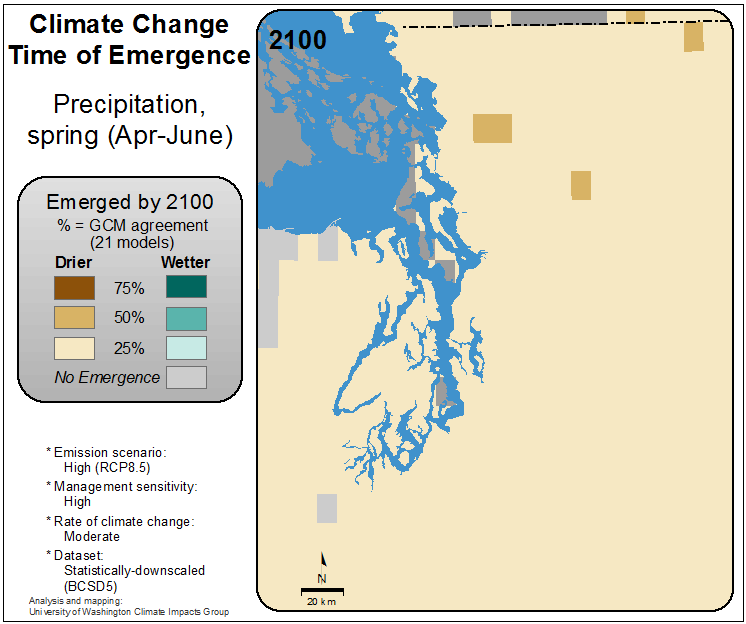 Climate Change
Time of Emergence
Precipitation,
spring (Apr-June)
Emerged by 2100
% = GCM agreement
(21 models)
Drier Wetter
75%
50%
25%
No Emergence
* Emission scenario:
High (RCP8.5)
* Management sensitivity:
High
* Rate of climate change:
Moderate
* Dataset:
Statistically-downscaled
(BCSD5)
Analysis and mapping:
University of Washington Climate Impacts Group
2100
N
20 km